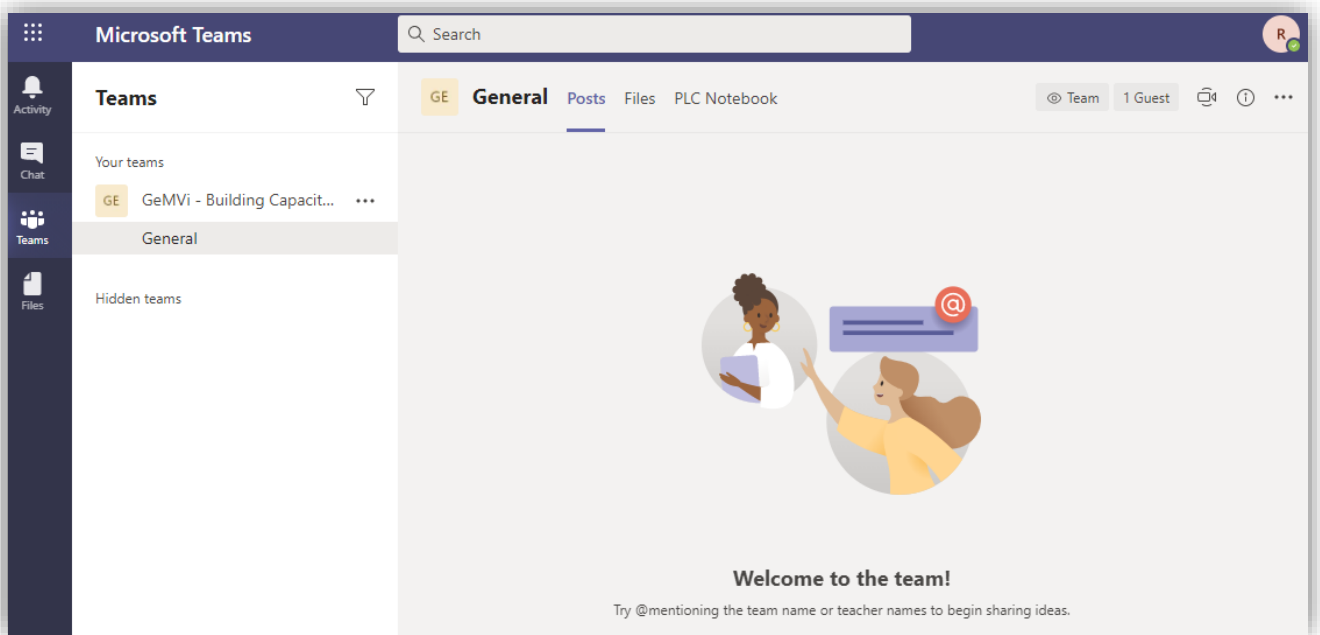 Microsoft Teams
Search
R
Activity
Chat
Teams
Files
Teams
Your teams
GE GeMVi - Building Capacit... •••
General
Hidden teams
GE General Posts Files PLC Notebook
Team 1 Guest •••
@
Welcome to the team!
Try @mentioning the team name or teacher names to begin sharing ideas.